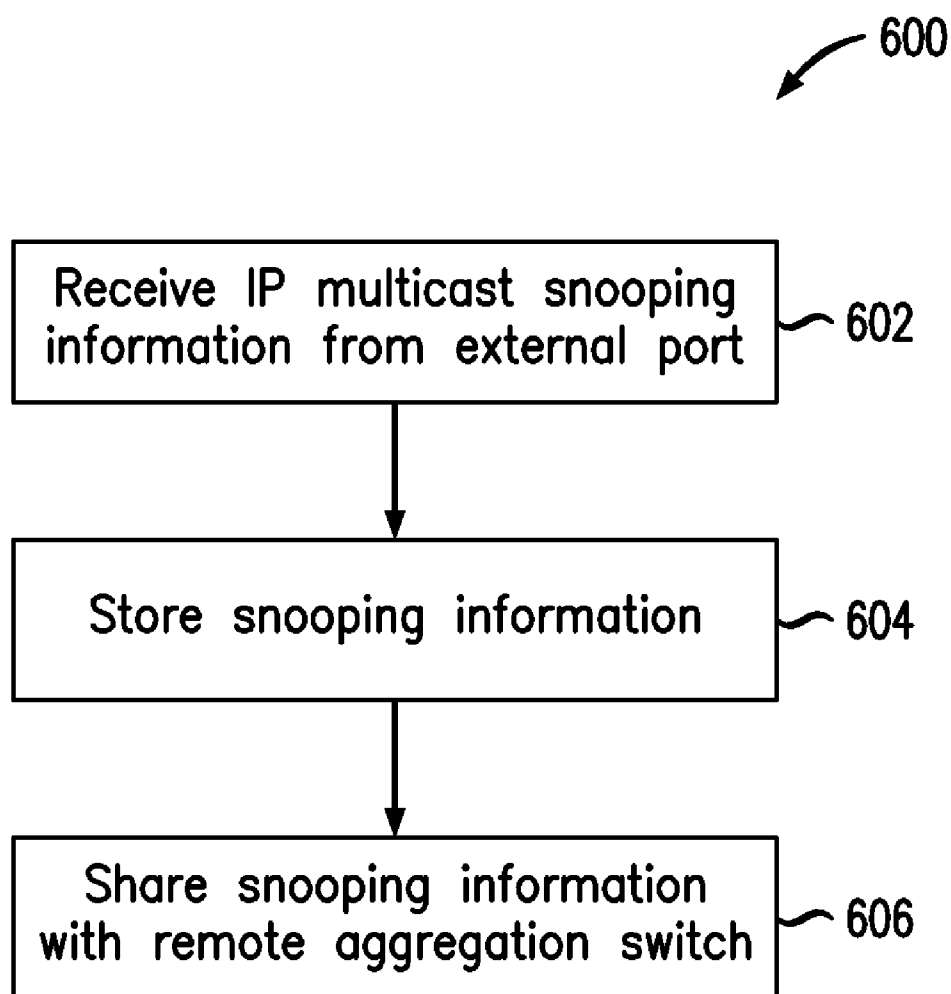 600
Receive IP multicast snooping
information from external port
602
Store snooping information
604
Share snooping information
with remote aggregation switch
606